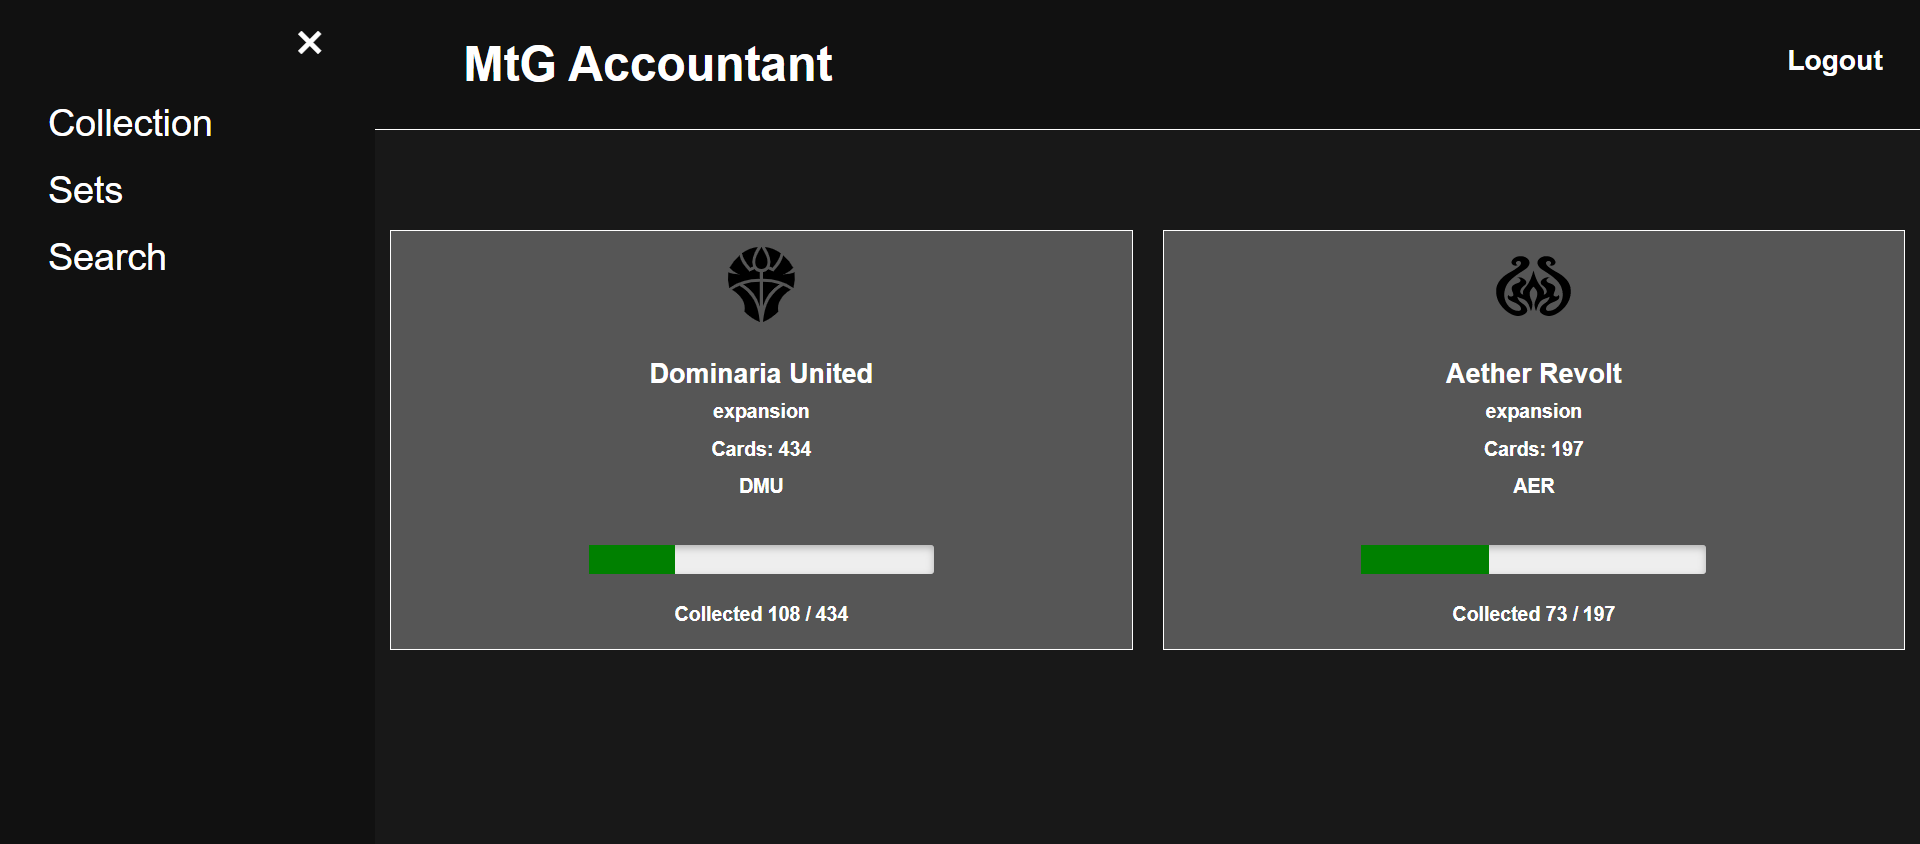 MtG Accountant
Logout
Collection
Sets
Search
Dominaria United
expansion
Cards: 434
DMU
Collected 108 / 434
Aether Revolt
expansion
Cards: 197
AER
Collected 73 / 197